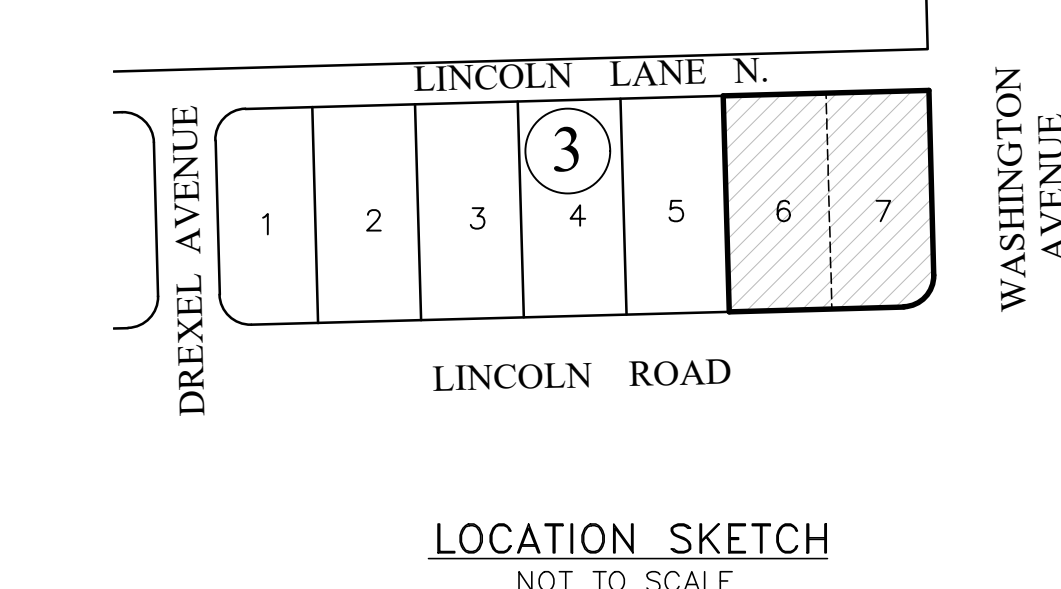 LINCOLN LANE N.
DREXEL AVENUE
3
1
2
3
4
5
6
7
WASHINGTON
AVENUE
LINCOLN ROAD
LOCATION SKETCH
NOT TO SCALE